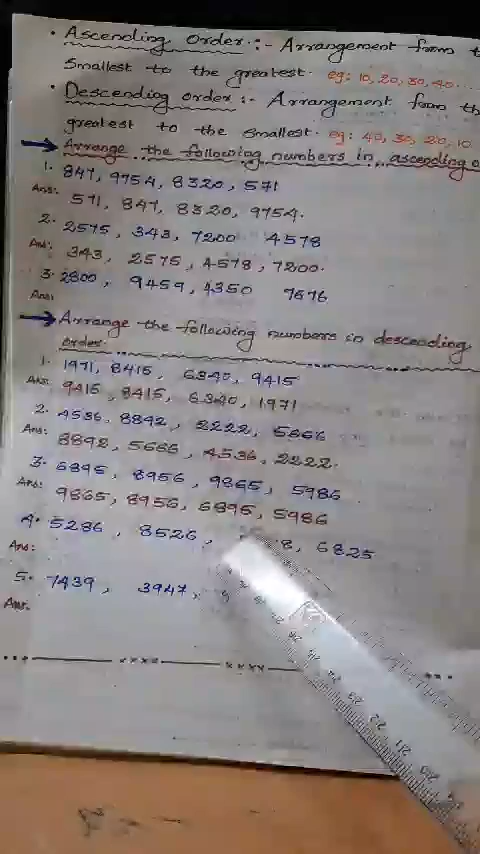 • Ascending Order :- Arrangement from
smallest to the greatest. eg: 10, 20, 30, 40...
• Descending order :- Arrangement from
greatest to the smallest. eg: 40, 30, 20, 10
→ Arrange the following numbers in ascending
1. 847, 9754, 8320, 571
Ans: 571, 847, 8320, 9754.
2. 2575, 343, 7200 4578
Ans: 343, 2575, 4578, 7200.
3. 2800, 9459, 4350 7676
Ans:
→ Arrange the following numbers in descending
order.
1. 1971, 8415, 6340, 9415
Ans: 9415, 8415, 6340, 1971
2. 4536, 8892, 2222, 5666
Ans: 8892, 5666, 4536, 2222.
3. 6895, 8956, 9865, 5986
Ans: 9865, 8956, 6895, 5986
4. 5286, 8526, 6825
Ans:
5. 7439, 3947,
Ans.